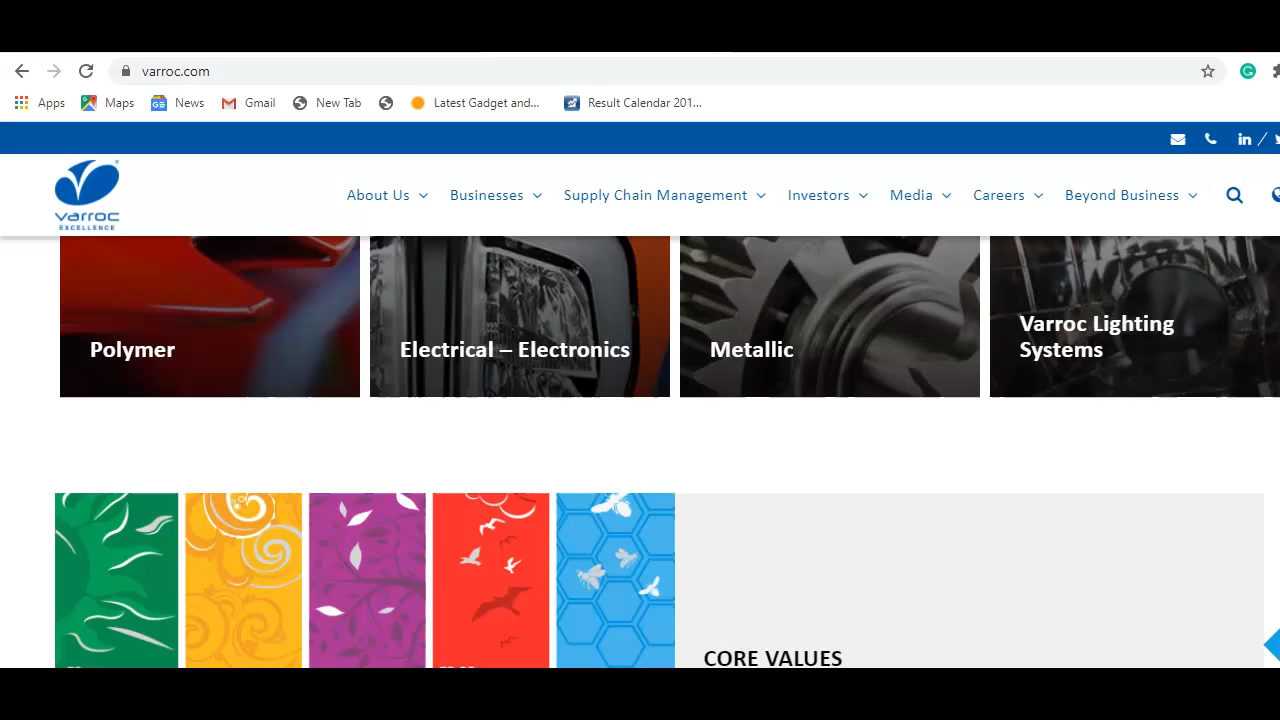 varroc.com
Apps Maps News Gmail New Tab Latest Gadget and... Result Calendar 201...
in /
varroc
EXCELLENCE
About Us Businesses Supply Chain Management Investors Media Careers Beyond Business
Polymer
Electrical – Electronics
Metallic
Varroc Lighting
Systems
CORE VALUES